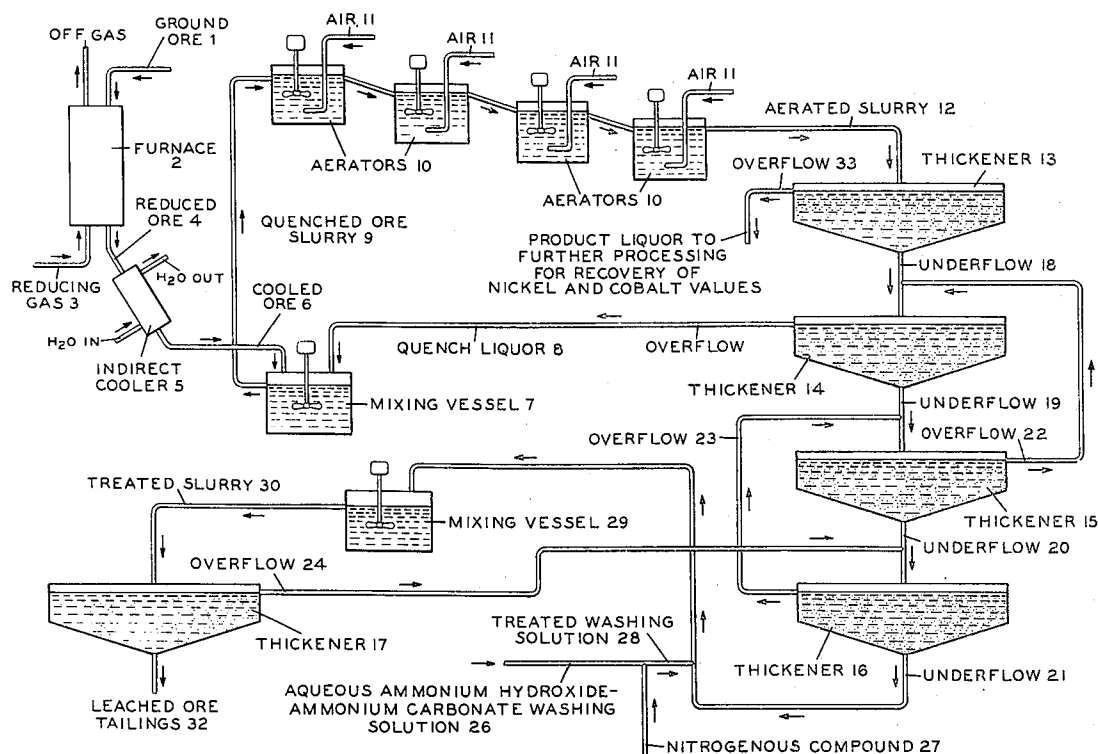 OFF GAS
GROUND
ORE 1
FURNACE
2
REDUCED
ORE 4
H2O OUT
REDUCING
GAS 3
H2O IN
INDIRECT
COOLER 5
COOLED
ORE 6
QUENCHED ORE
SLURRY 9
AIR 11
AIR 11
AIR 11
AIR 11
AERATORS 10
AERATORS 10
AERATED SLURRY 12
OVERFLOW 33
THICKENER 13
PRODUCT LIQUOR TO
FURTHER PROCESSING
FOR RECOVERY OF
NICKEL AND COBALT VALUES
UNDERFLOW 18
QUENCH LIQUOR 8
OVERFLOW
THICKENER 14
MIXING VESSEL 7
UNDERFLOW 19
OVERFLOW 23
OVERFLOW 22
THICKENER 15
TREATED SLURRY 30
MIXING VESSEL 29
UNDERFLOW 20
OVERFLOW 24
THICKENER 17
TREATED WASHING
SOLUTION 28
THICKENER 16
UNDERFLOW 21
LEACHED ORE
TAILINGS 32
AQUEOUS AMMONIUM HYDROXIDE-
AMMONIUM CARBONATE WASHING
SOLUTION 26
NITROGENOUS COMPOUND 27